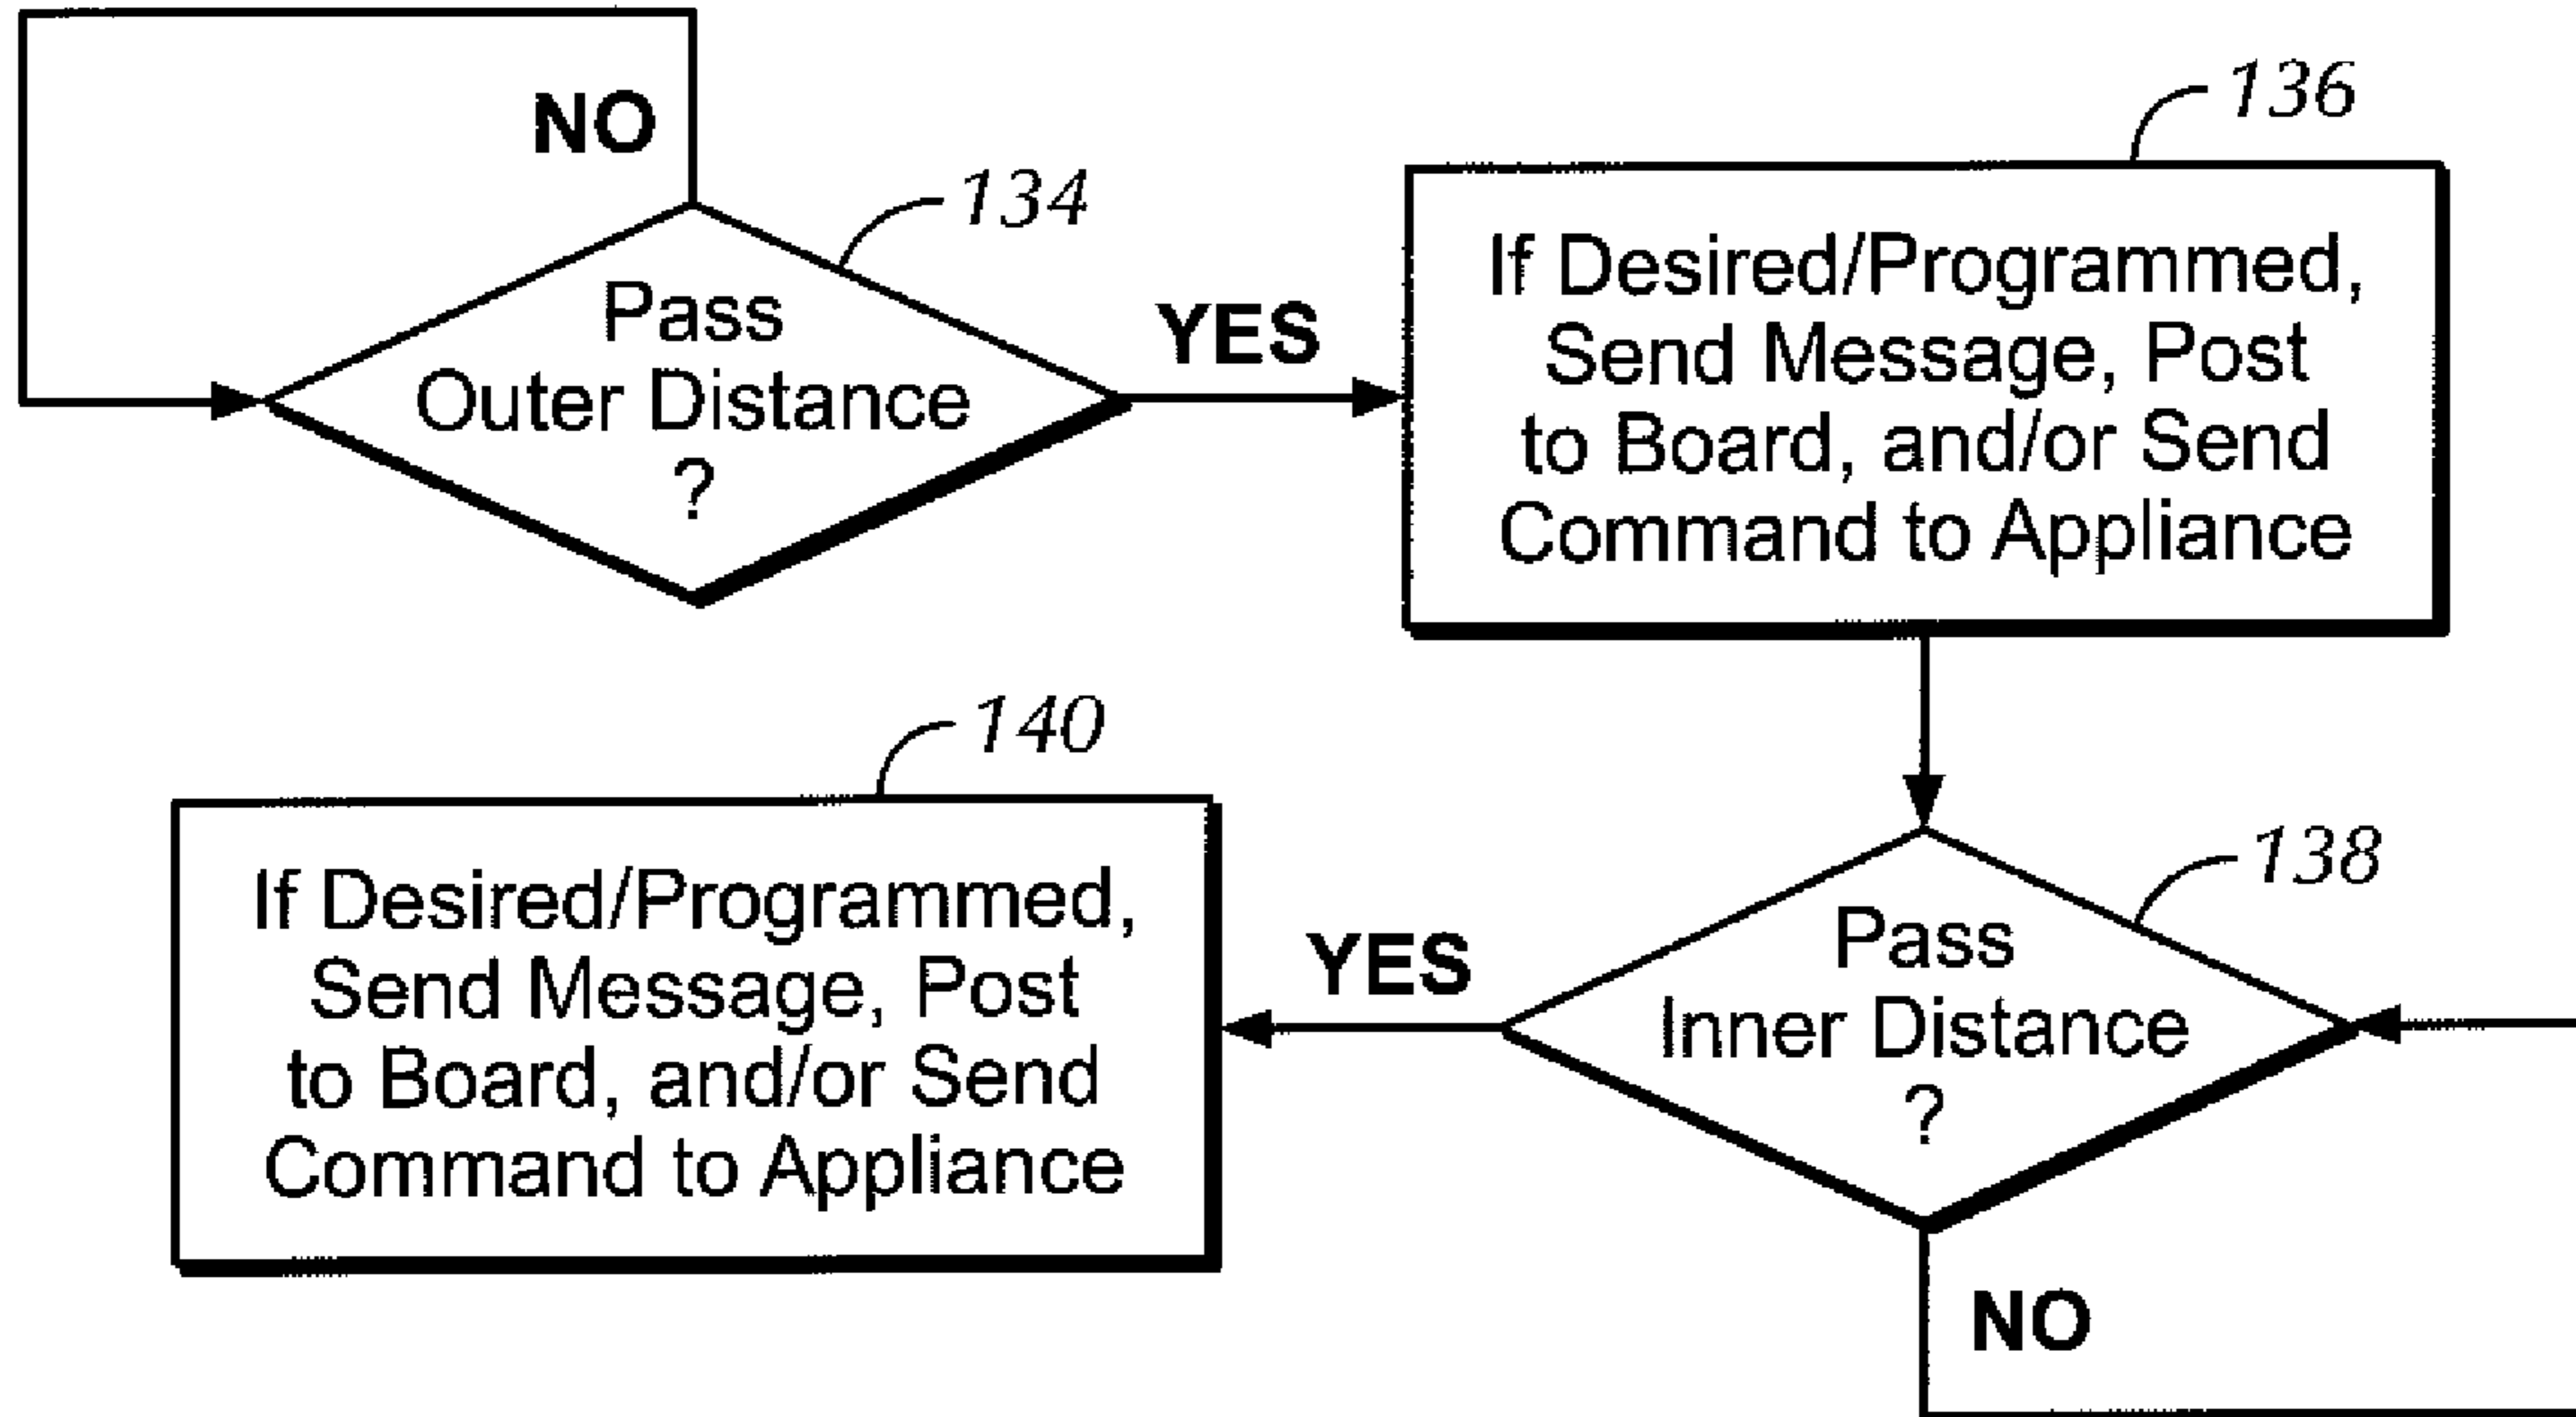 NO
134
Pass
Outer Distance
?
YES
136
If Desired/Programmed,
Send Message, Post
to Board, and/or Send
Command to Appliance
138
Pass
Inner Distance
?
YES
NO
140
If Desired/Programmed,
Send Message, Post
to Board, and/or Send
Command to Appliance